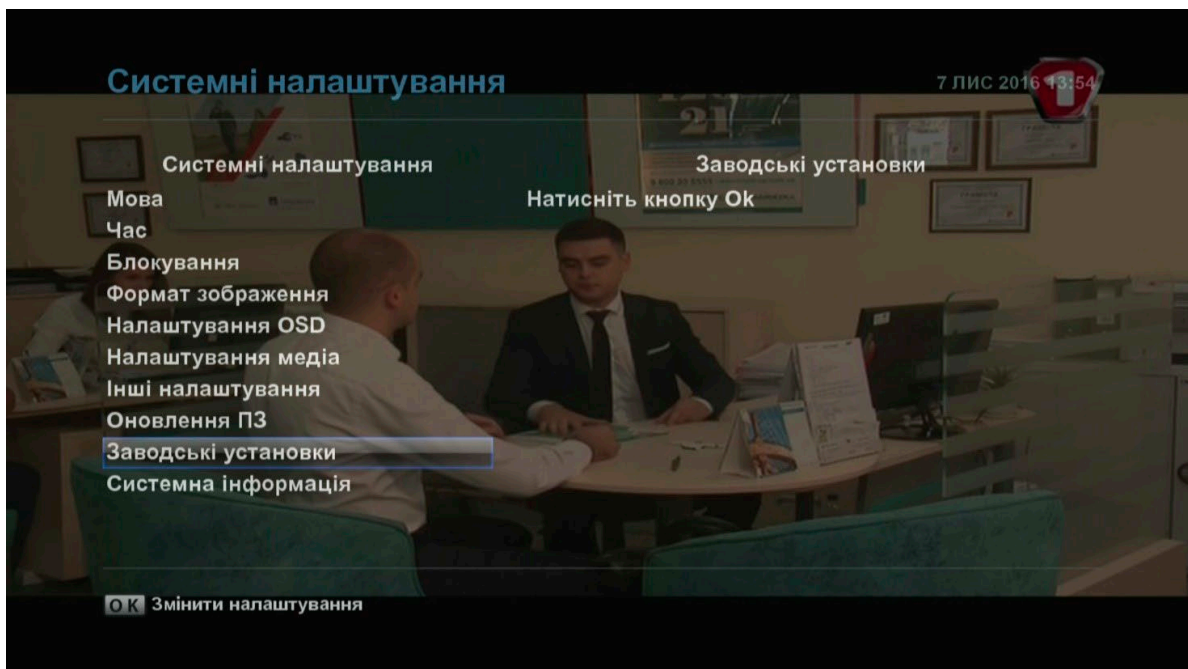 Системні налаштування
7 ЛИС 2016 13:54
Системні налаштування
Заводські установки
Мова
Натисніть кнопку Ok
Час
Блокування
Формат зображення
Налаштування OSD
Налаштування медіа
Інші налаштування
Оновлення ПЗ
Заводські установки
Системна інформація
OK Змінити налаштування